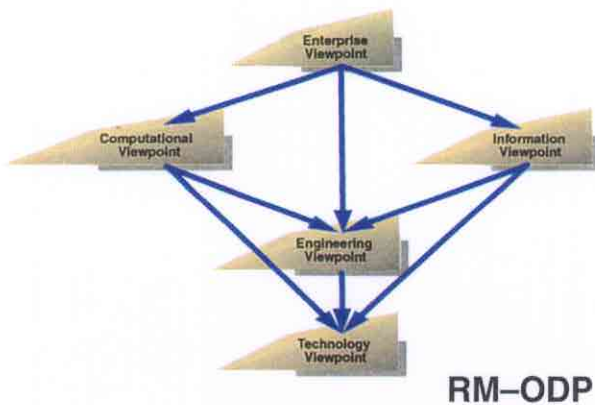 Enterprise
Viewpoint
Computational
Viewpoint
Information
Viewpoint
Engineering
Viewpoint
Technology
Viewpoint
RM–ODP